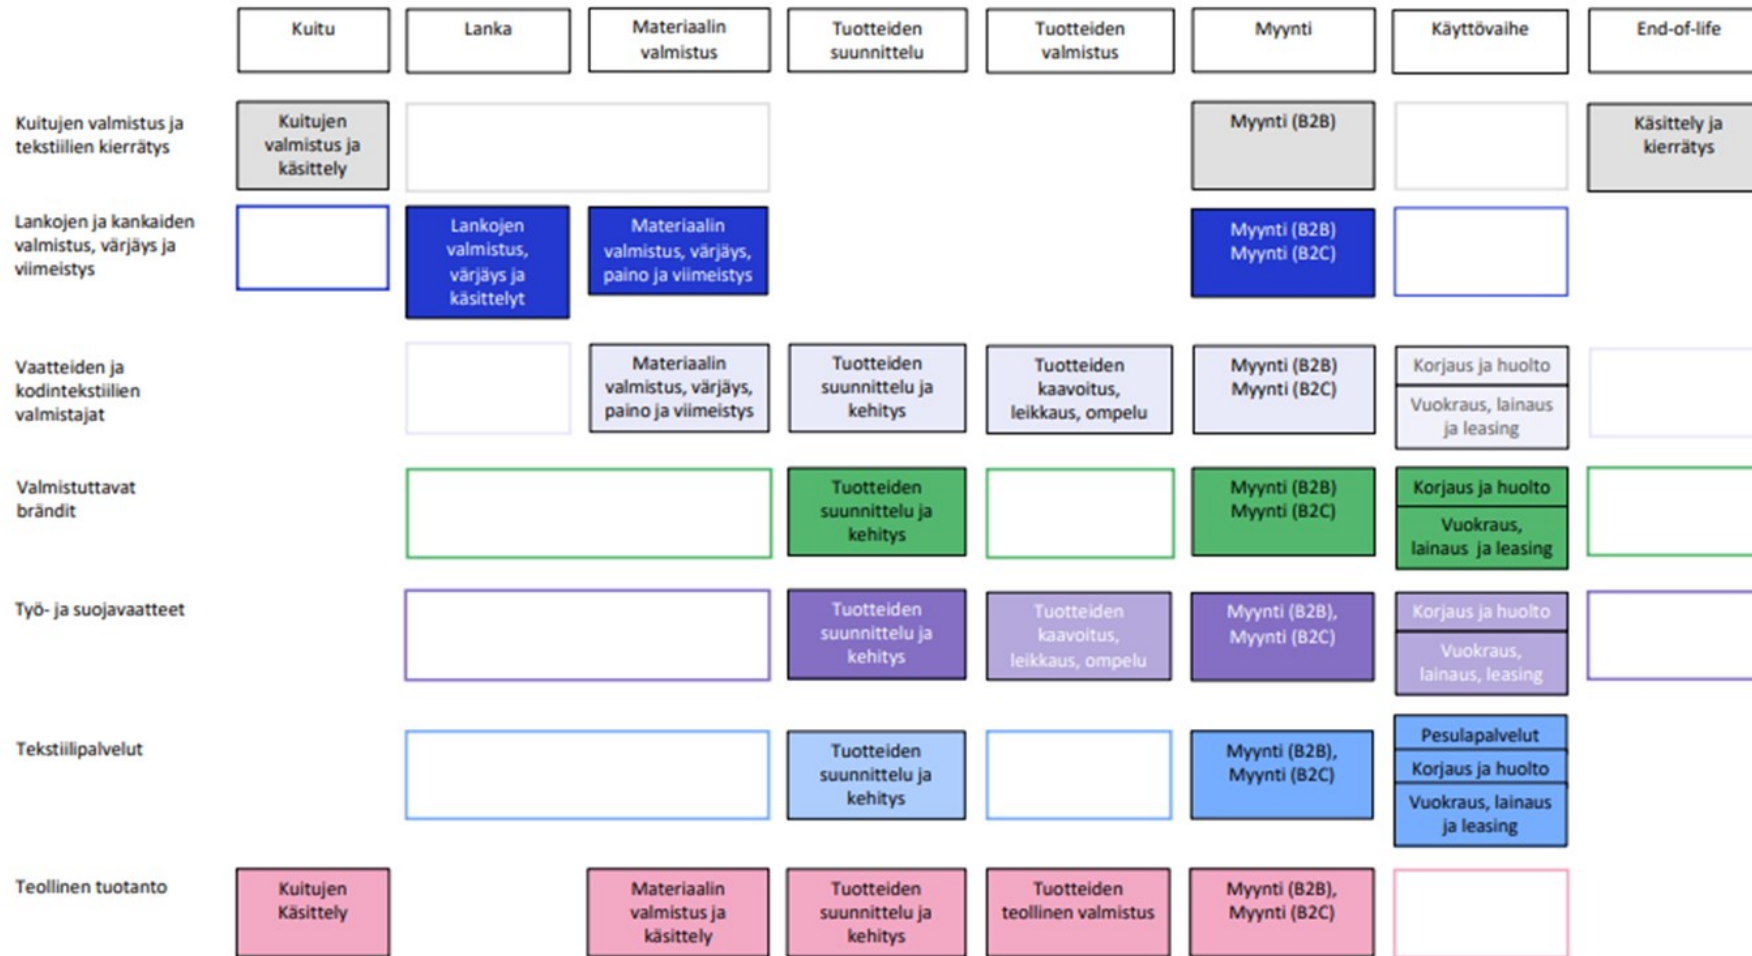 Kuitu
Lanka
Materiaalin
valmistus
Tuotteiden
suunnittelu
Tuotteiden
valmistus
Myynti
Käyttövaihe
End-of-life
Kuitujen valmistus ja
tekstiilien kierrätys
Kuitujen
valmistus ja
käsittely
Myynti (B2B)
Käsittely ja
kierrätys
Lankojen ja kankaiden
valmistus, värjäys ja
viimeistys
Lankojen
valmistus,
värjäys ja
käsittelyt
Materiaalin
valmistus, värjäys,
paino ja viimeistys
Myynti (B2B)
Myynti (B2C)
Vaatteiden ja
kodintekstiilien
valmistajat
Materiaalin
valmistus, värjäys,
paino ja viimeistys
Tuotteiden
suunnittelu ja
kehitys
Tuotteiden
kaavoitus,
leikkaus, ompelu
Myynti (B2B)
Myynti (B2C)
Korjaus ja huolto
Vuokraus, lainaus
ja leasing
Valmistuttavat
brändit
Tuotteiden
suunnittelu ja
kehitys
Myynti (B2B)
Myynti (B2C)
Korjaus ja huolto
Vuokraus,
lainaus ja leasing
Työ- ja suojavaatteet
Tuotteiden
suunnittelu ja
kehitys
Tuotteiden
kaavoitus,
leikkaus, ompelu
Myynti (B2B),
Myynti (B2C)
Korjaus ja huolto
Vuokraus,
lainaus, leasing
Tekstiilipalvelut
Tuotteiden
suunnittelu ja
kehitys
Myynti (B2B),
Myynti (B2C)
Pesulapalvelut
Korjaus ja huolto
Vuokraus, lainaus
ja leasing
Teollinen tuotanto
Kuitujen
Käsittely
Materiaalin
valmistus ja
käsittely
Tuotteiden
suunnittelu ja
kehitys
Tuotteiden
teollinen valmistus
Myynti (B2B),
Myynti (B2C)